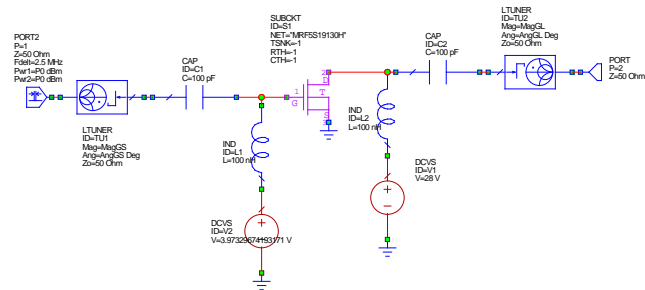 PORT2
P=1
Z=50 Ohm
Fdelt=2.5 MHz
Pwr1=P0 dBm
Pwr2=P0 dBm
LTUNER
ID=TU1
Mag=MagGS
Ang=AngGS Deg
Zo=50 Ohm
CAP
ID=C1
C=100 pF
IND
ID=L1
L=100 nH
DCVS
ID=V2
SUBCKT
ID=S1
NET="MRF5S19130H"
TSNK=-1
RTH=-1
CTH=-1
2
D
1
T
G
S
3
IND
ID=L2
L=100 nH
DCVS
ID=V1
V=28 V
CAP
ID=C2
C=100 pF
LTUNER
ID=TU2
Mag=MagGL
Ang=AngGL Deg
Zo=50 Ohm
PORT
P=2
Z=50 Ohm